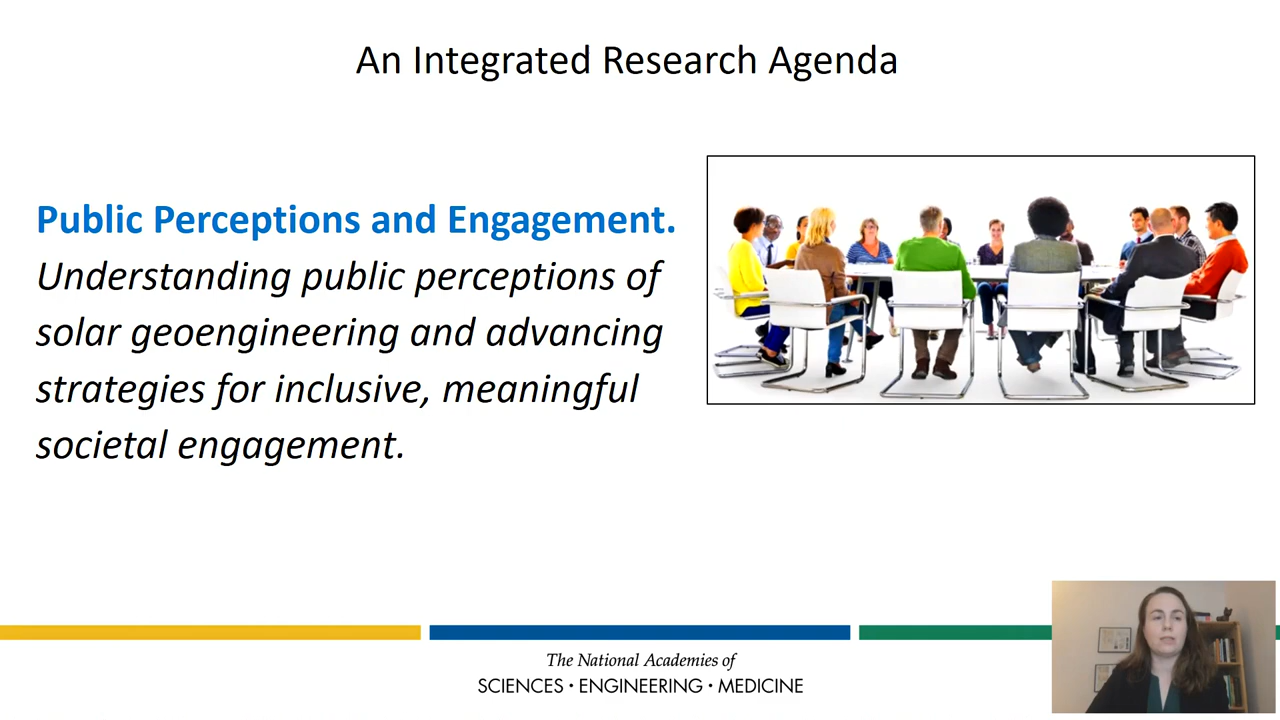 An Integrated Research Agenda
Public Perceptions and Engagement.
Understanding public perceptions of
solar geoengineering and advancing
strategies for inclusive, meaningful
societal engagement.
The National Academies of
SCIENCES · ENGINEERING · MEDICINE